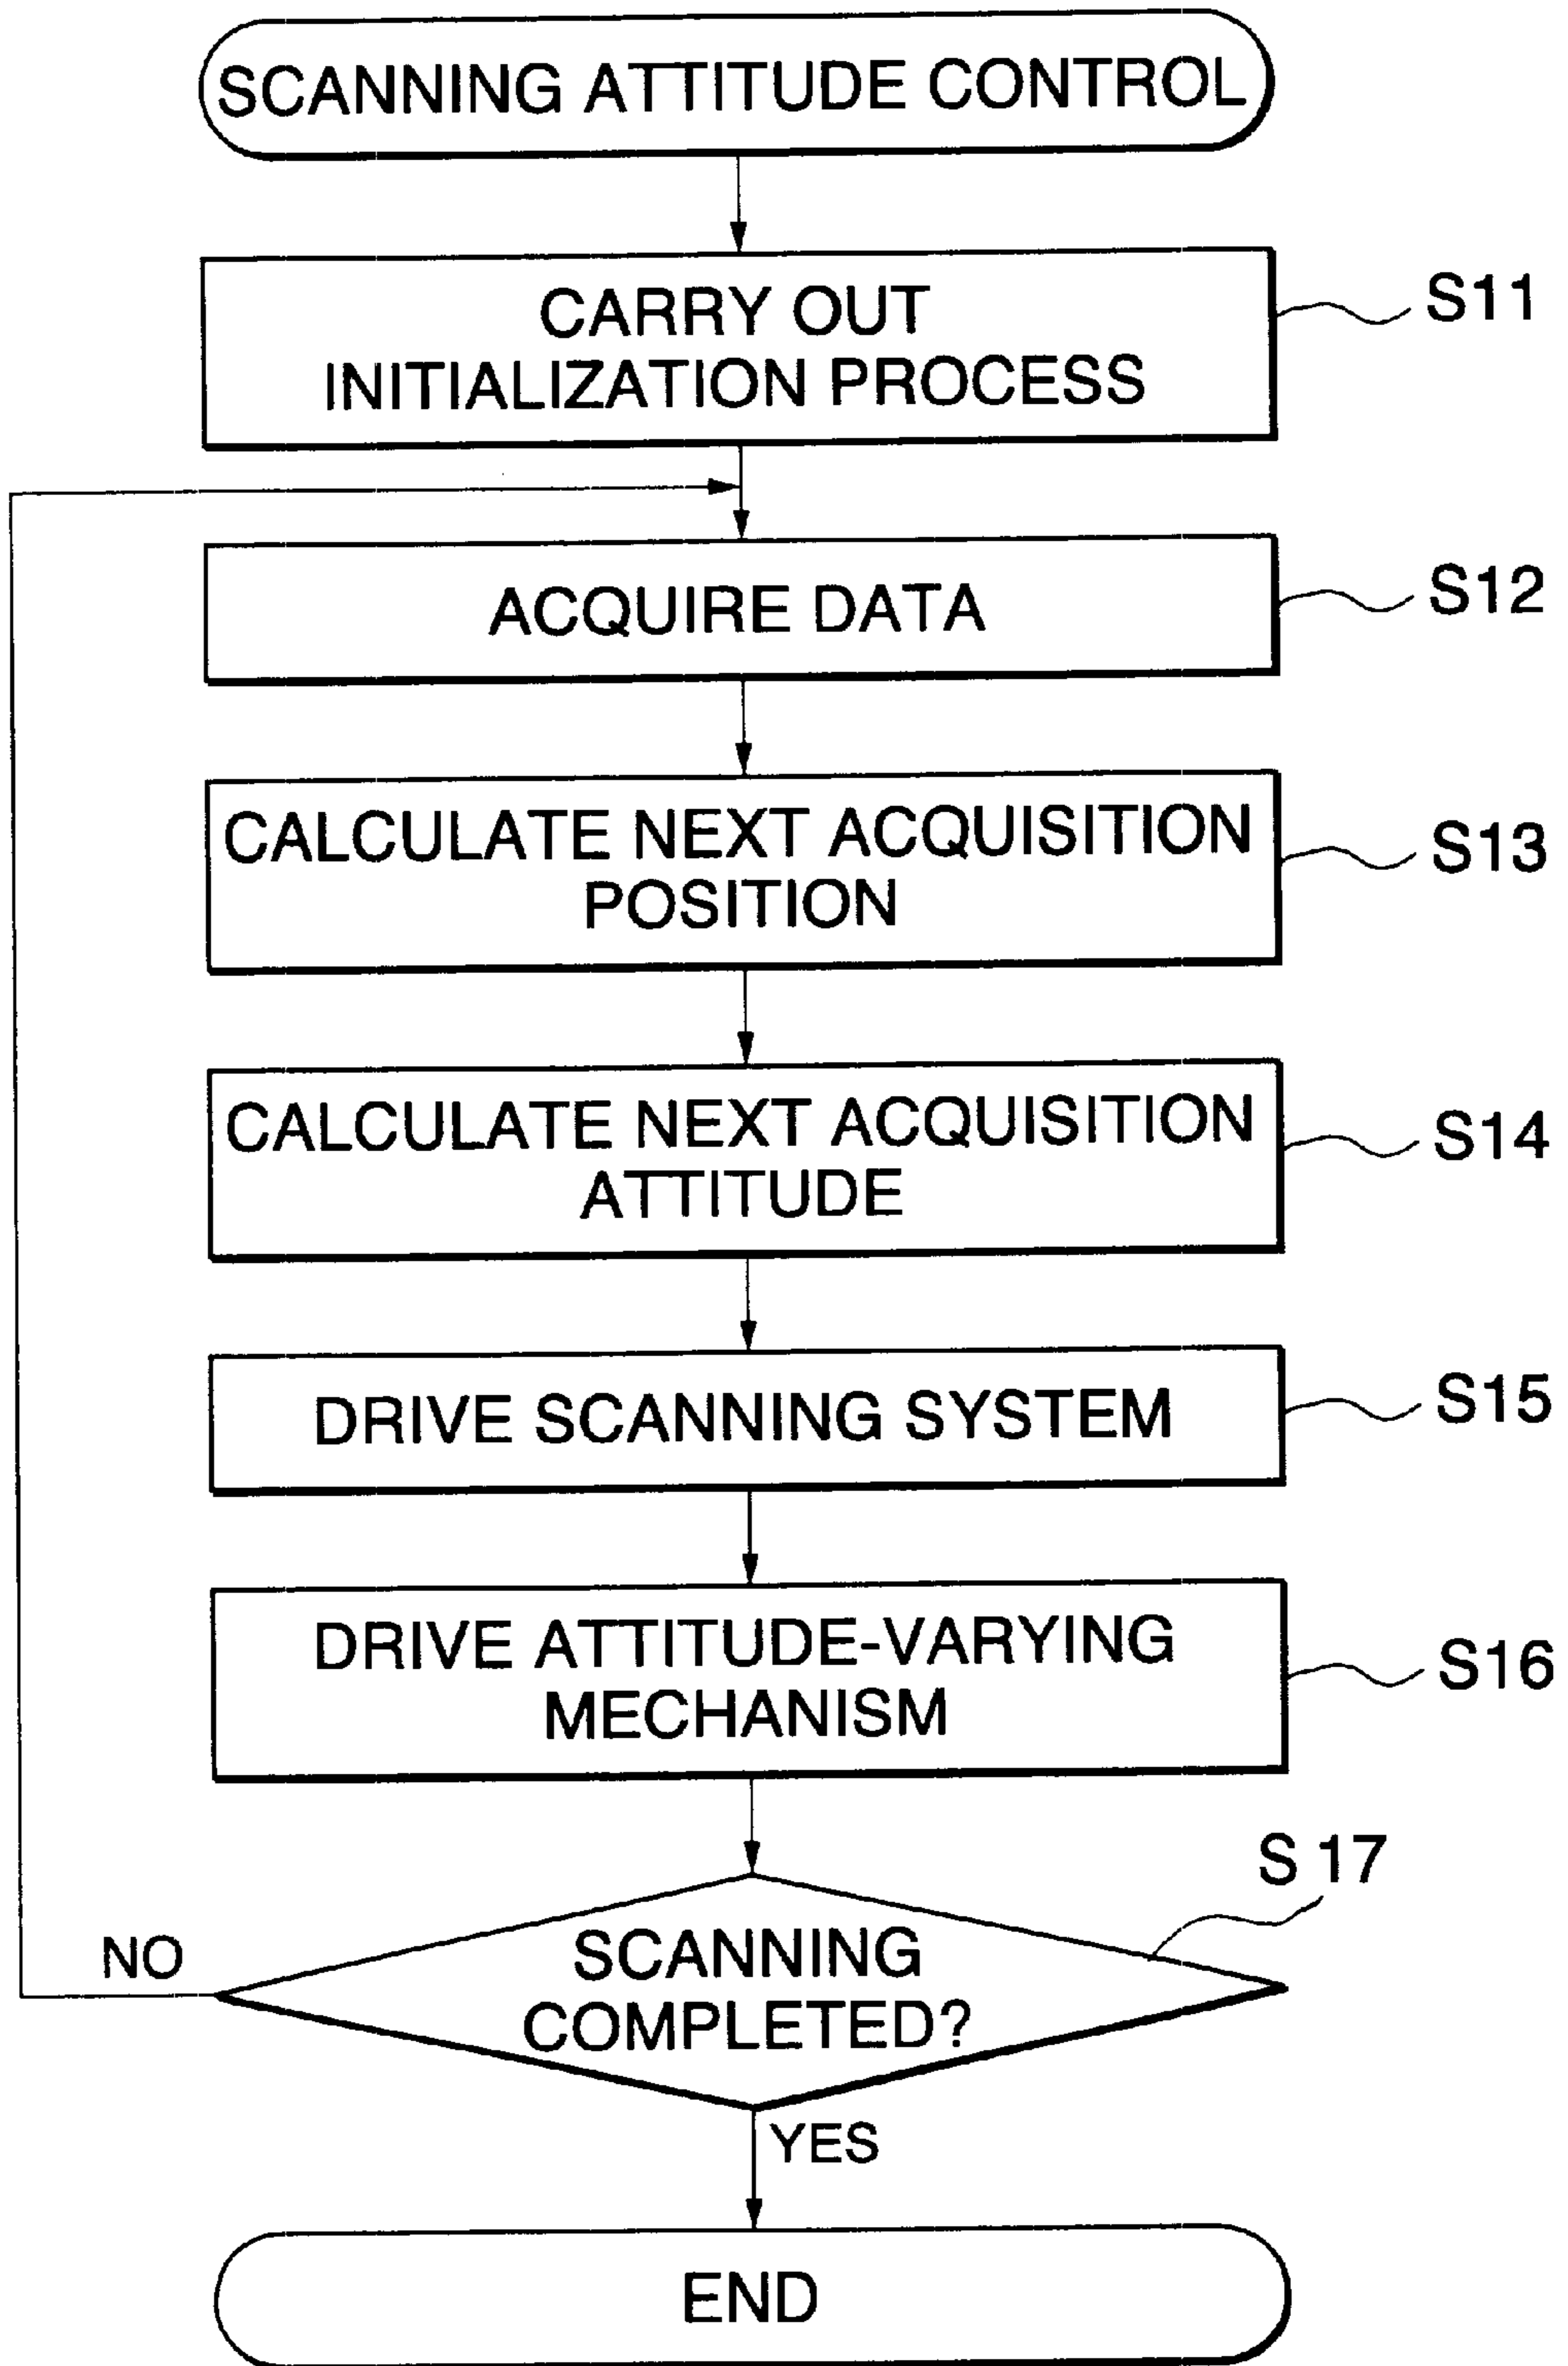 SCANNING ATTITUDE CONTROL
CARRY OUT
INITIALIZATION PROCESS
S11
ACQUIRE DATA
S12
CALCULATE NEXT ACQUISITION
POSITION
S13
CALCULATE NEXT ACQUISITION
ATTITUDE
S14
DRIVE SCANNING SYSTEM
S15
DRIVE ATTITUDE-VARYING
MECHANISM
S16
S 17
NO
SCANNING
COMPLETED?
YES
END